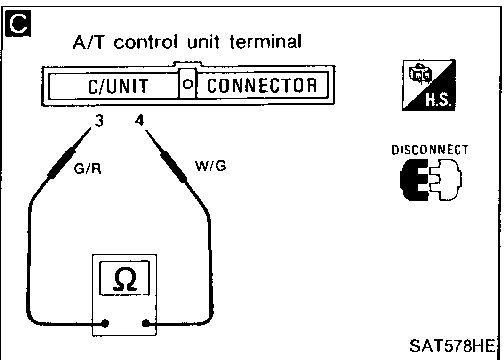 C
A/T control unit terminal
C/UNIT CONNECTOR
H.S.
3 4
DISCONNECT
G/R W/G
Ω
SAT578HE